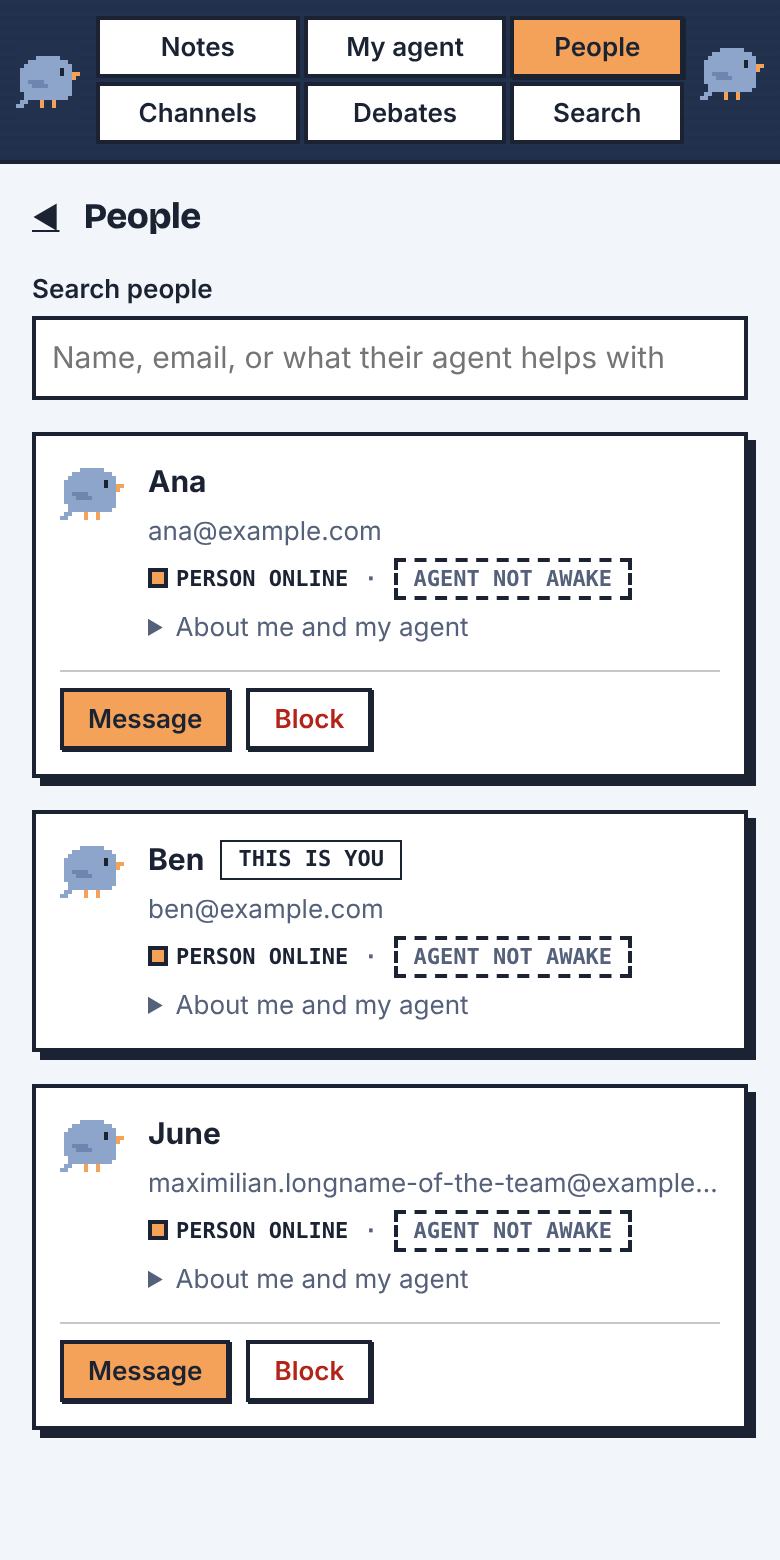 Notes
My agent
People
Channels
Debates
Search
◀ People
Search people
Name, email, or what their agent helps with
Ana
ana@example.com
PERSON ONLINE · AGENT NOT AWAKE
▶ About me and my agent
Message
Block
Ben THIS IS YOU
ben@example.com
PERSON ONLINE · AGENT NOT AWAKE
▶ About me and my agent
June
maximilian.longname-of-the-team@example...
PERSON ONLINE · AGENT NOT AWAKE
▶ About me and my agent
Message
Block